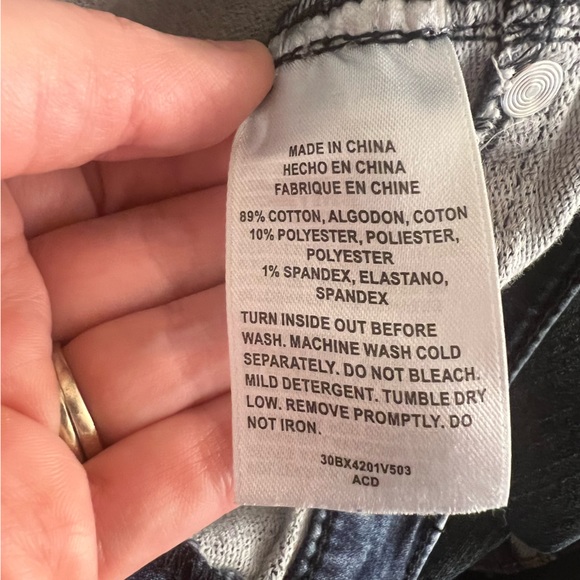 MADE IN CHINA
HECHO EN CHINA
FABRIQUE EN CHINE
89% COTTON, ALGODON, COTON
10% POLYESTER, POLIESTER,
POLYESTER
1% SPANDEX, ELASTANO,
SPANDEX
TURN INSIDE OUT BEFORE
WASH. MACHINE WASH COLD
SEPARATELY. DO NOT BLEACH.
MILD DETERGENT. TUMBLE DRY
LOW. REMOVE PROMPTLY. DO
NOT IRON.
30BX4201V503
ACD